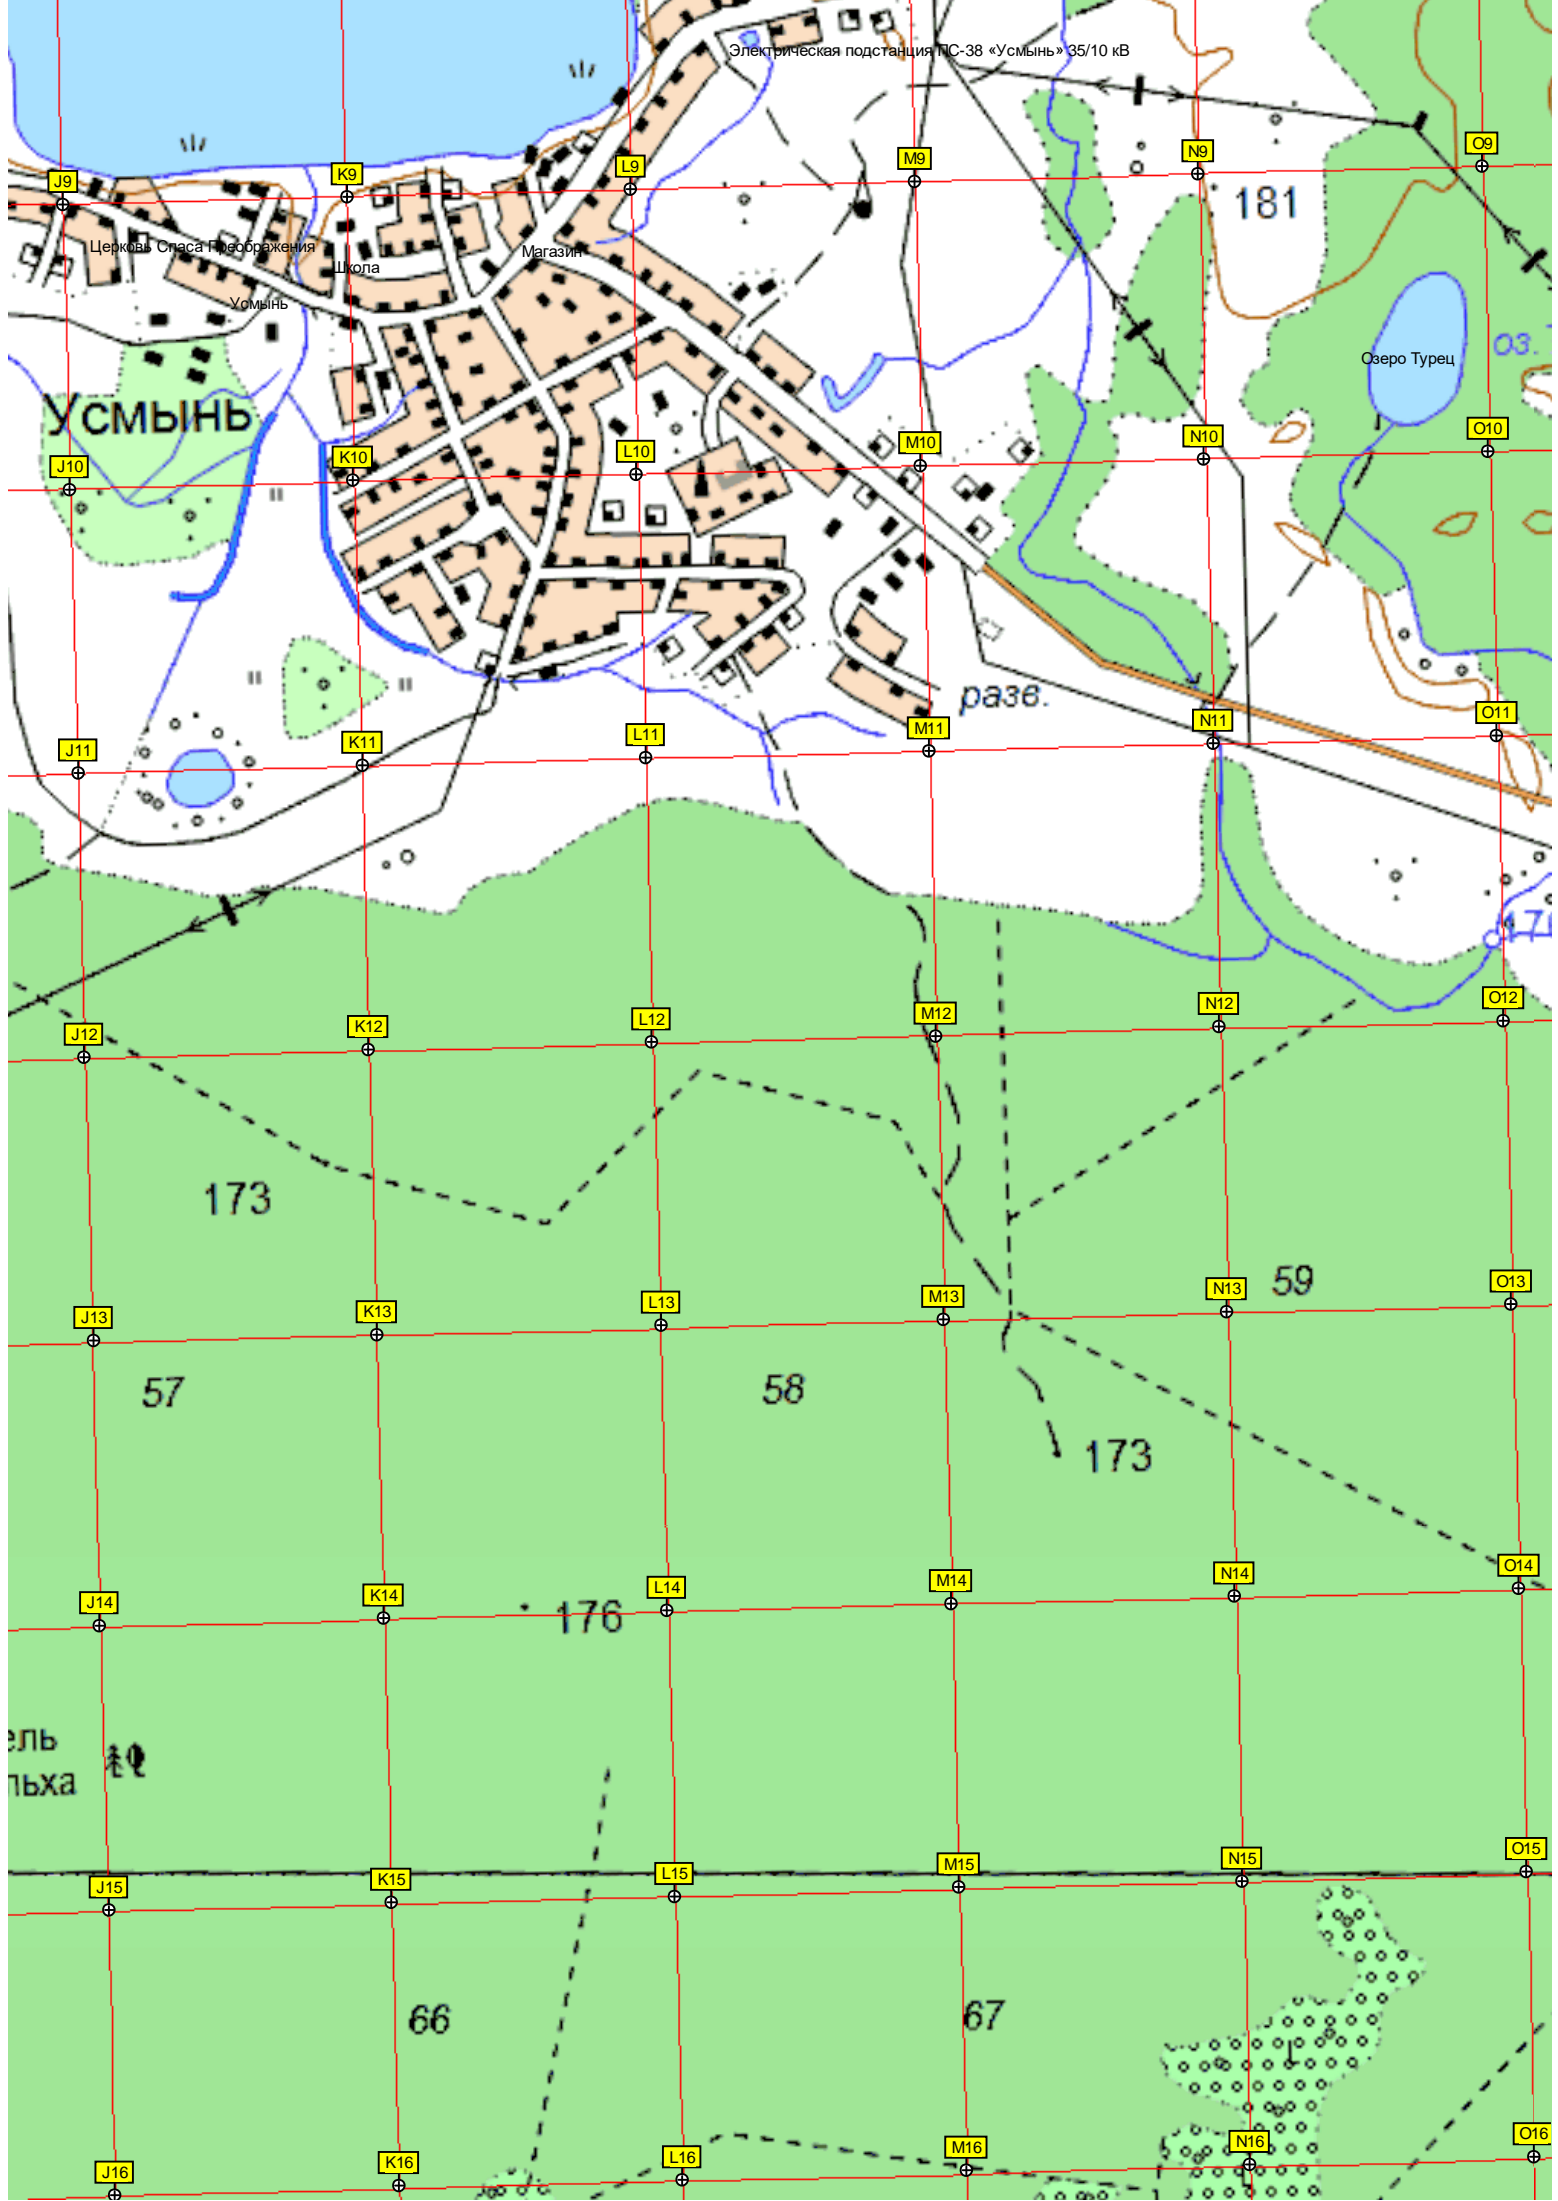 Электрическая подстанция ПС-38 «Усмынь» 35/10 кВ
J9 K9 L9 M9 N9 O9
181
Церковь Спаса Преображения
Школа
Магазин
Усмынь
оз.
Озеро Турец
Усмынь
J10 K10 L10 M10 N10 O10
разв.
J11 K11 L11 M11 N11 O11
J12 K12 L12 M12 N12 O12
173
59
J13 K13 L13 M13 N13 O13
57
58
173
J14 K14 L14 M14 N14 O14
176
ель
льха
J15 K15 L15 M15 N15 O15
66
67
J16 K16 L16 M16 N16 O16